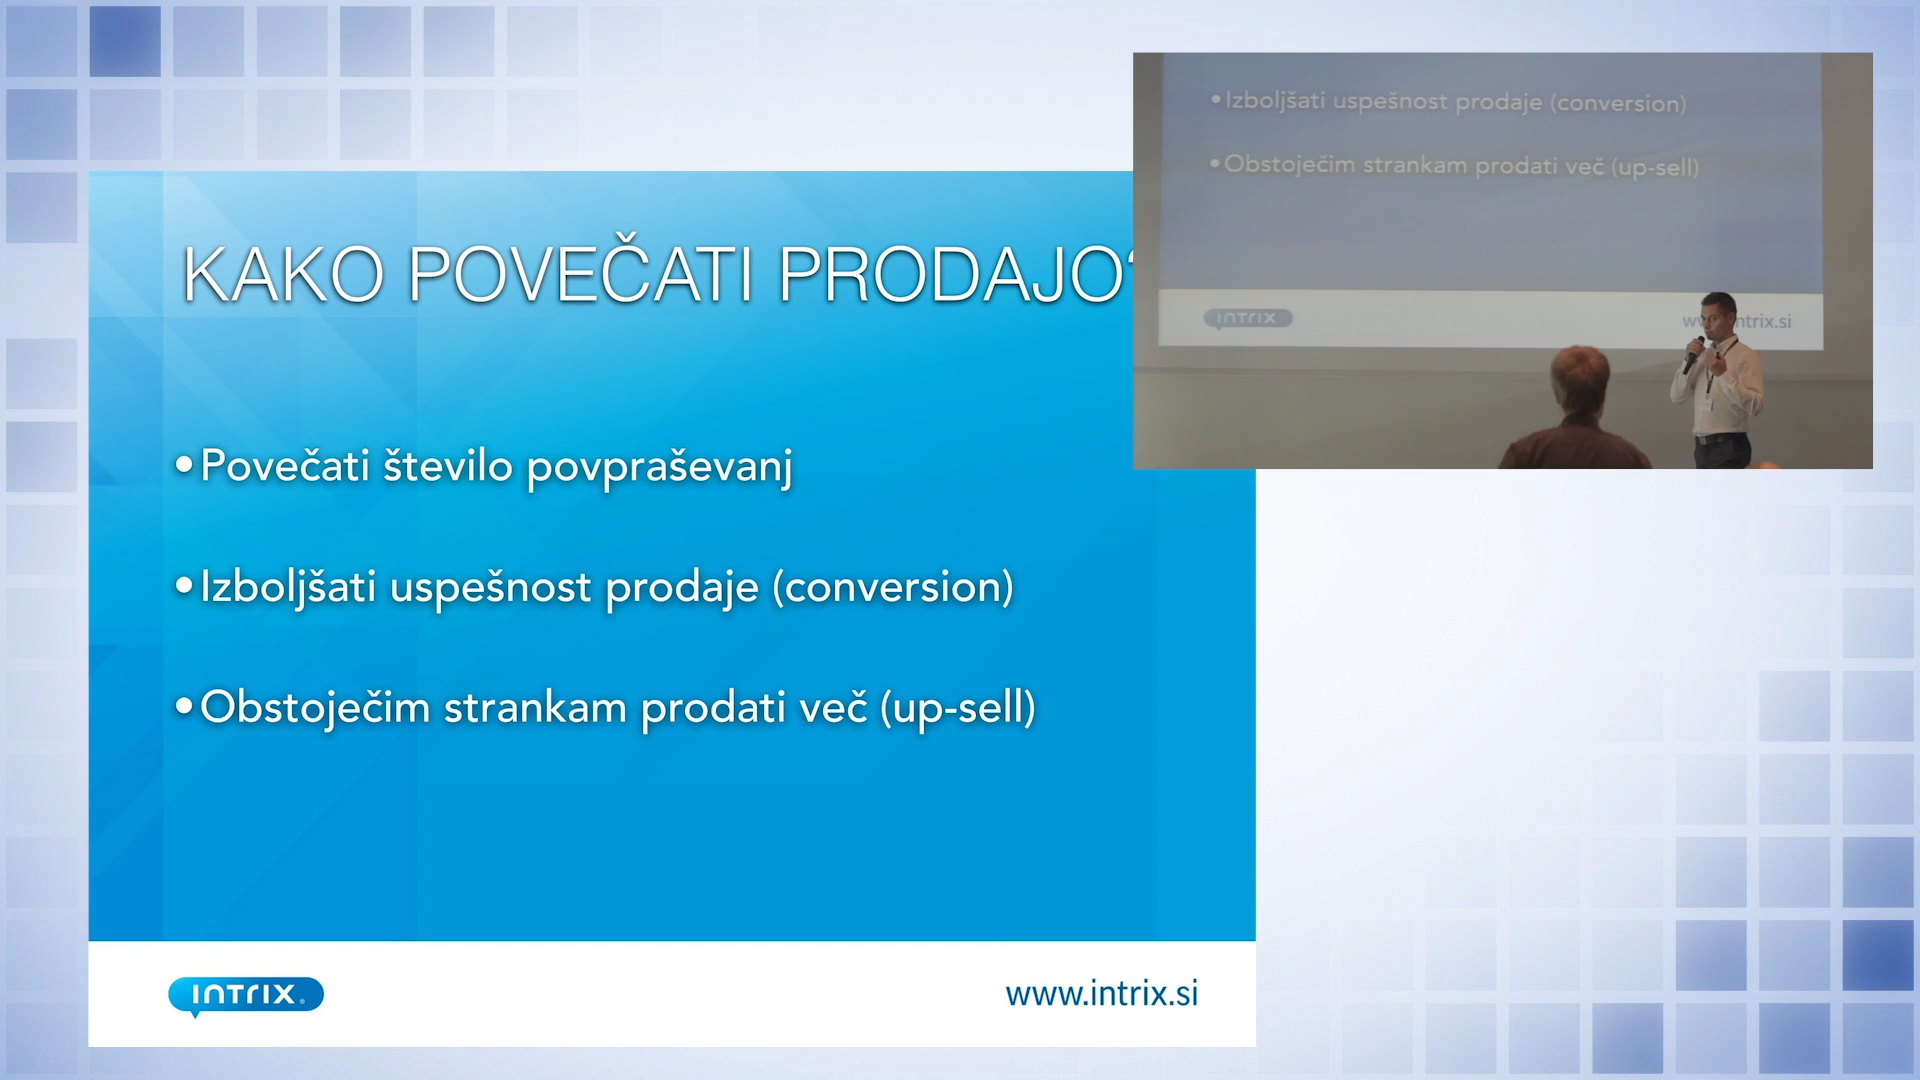 KAKO POVEČATI PRODAJO?
•Povečati število povpraševanj
•Izboljšati uspešnost prodaje (conversion)
•Obstoječim strankam prodati več (up-sell)
INTRIX®
www.intrix.si
•Izboljšati uspešnost prodaje (conversion)
•Obstoječim strankam prodati več (up-sell)
INTRIX